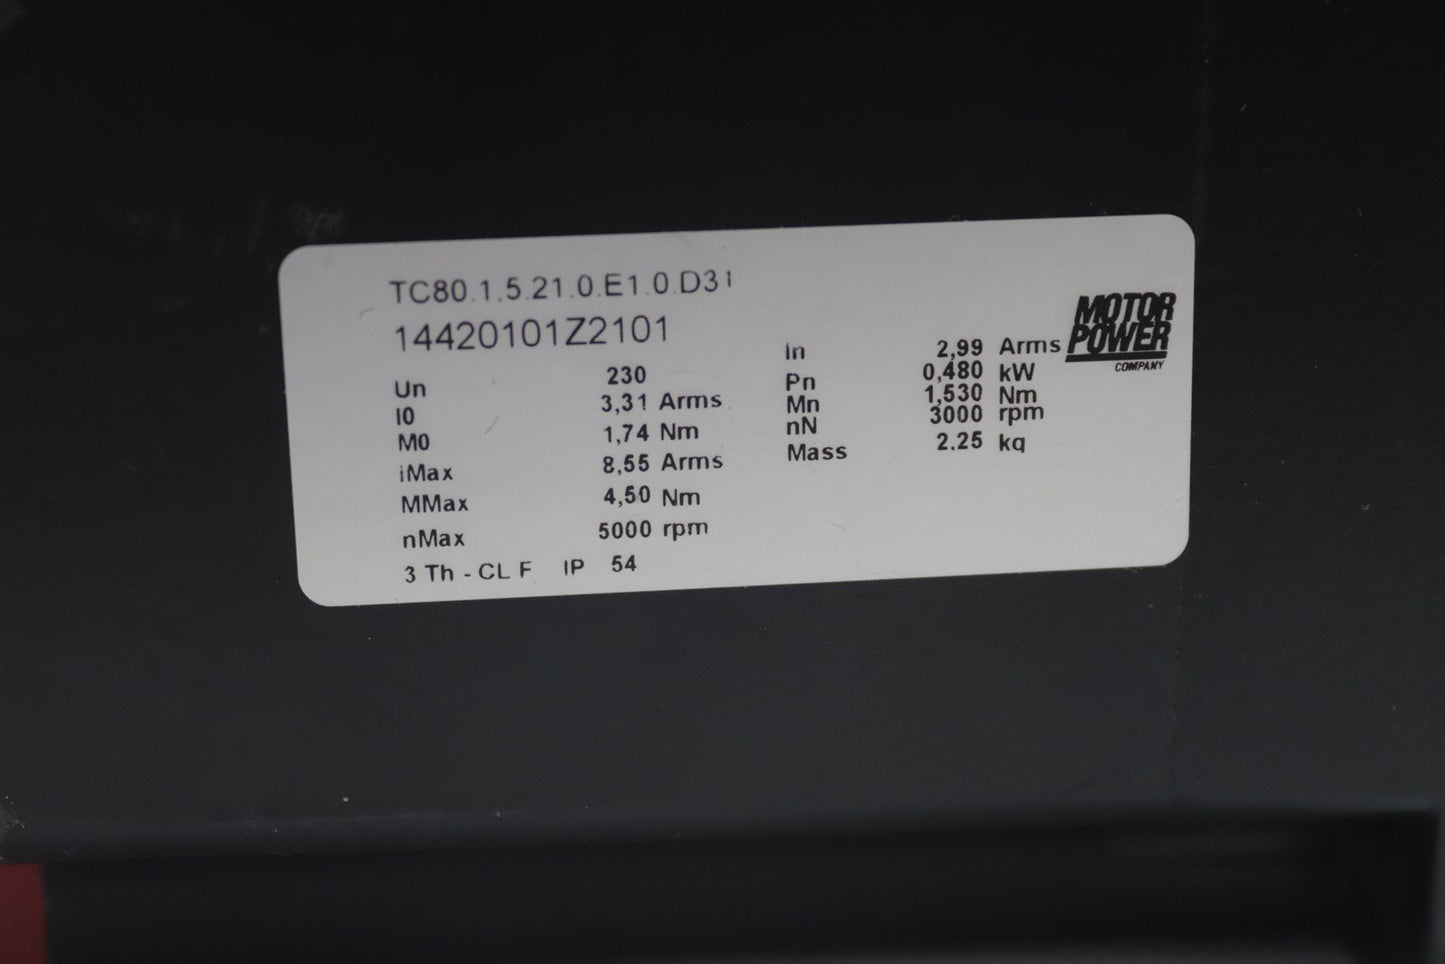 TC80.1.5.21.0.E1.0.D31
14420101Z2101
Un 230
I0 3,31 Arms
M0 1,74 Nm
iMax 8,55 Arms
MMax 4,50 Nm
nMax 5000 rpm
3 Th - CL F IP 54
In 2,99 Arms
Pn 0,480 kW
Mn 1,530 Nm
nN 3000 rpm
Mass 2.25 kg
MOTOR
POWER
COMPANY